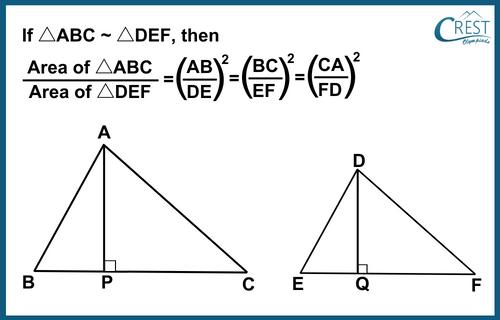 CREST
Olympiads
If △ABC ~ △DEF, then
Area of △ABC / Area of △DEF = (AB/DE)² = (BC/EF)² = (CA/FD)²
A
D
B P C
E Q F